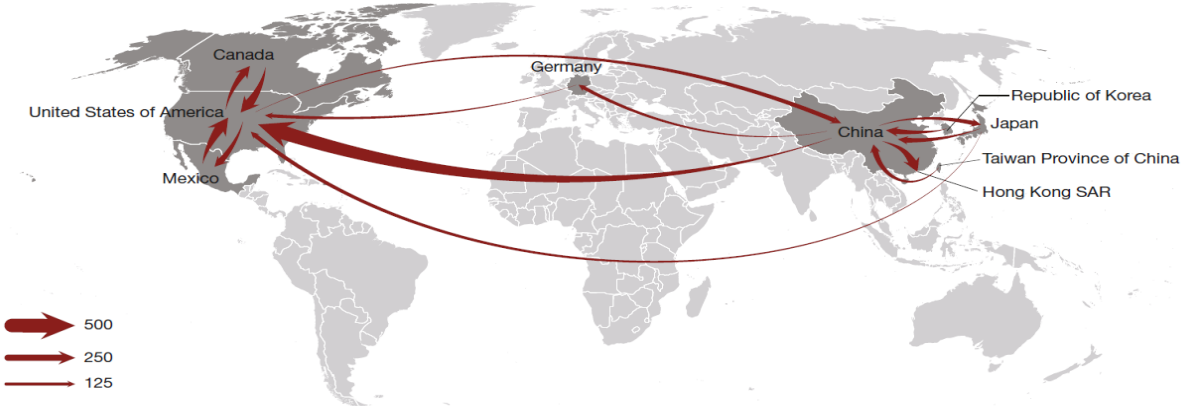 Canada
Germany
United States of America
Republic of Korea
Japan
China
Taiwan Province of China
Mexico
Hong Kong SAR
500
250
125